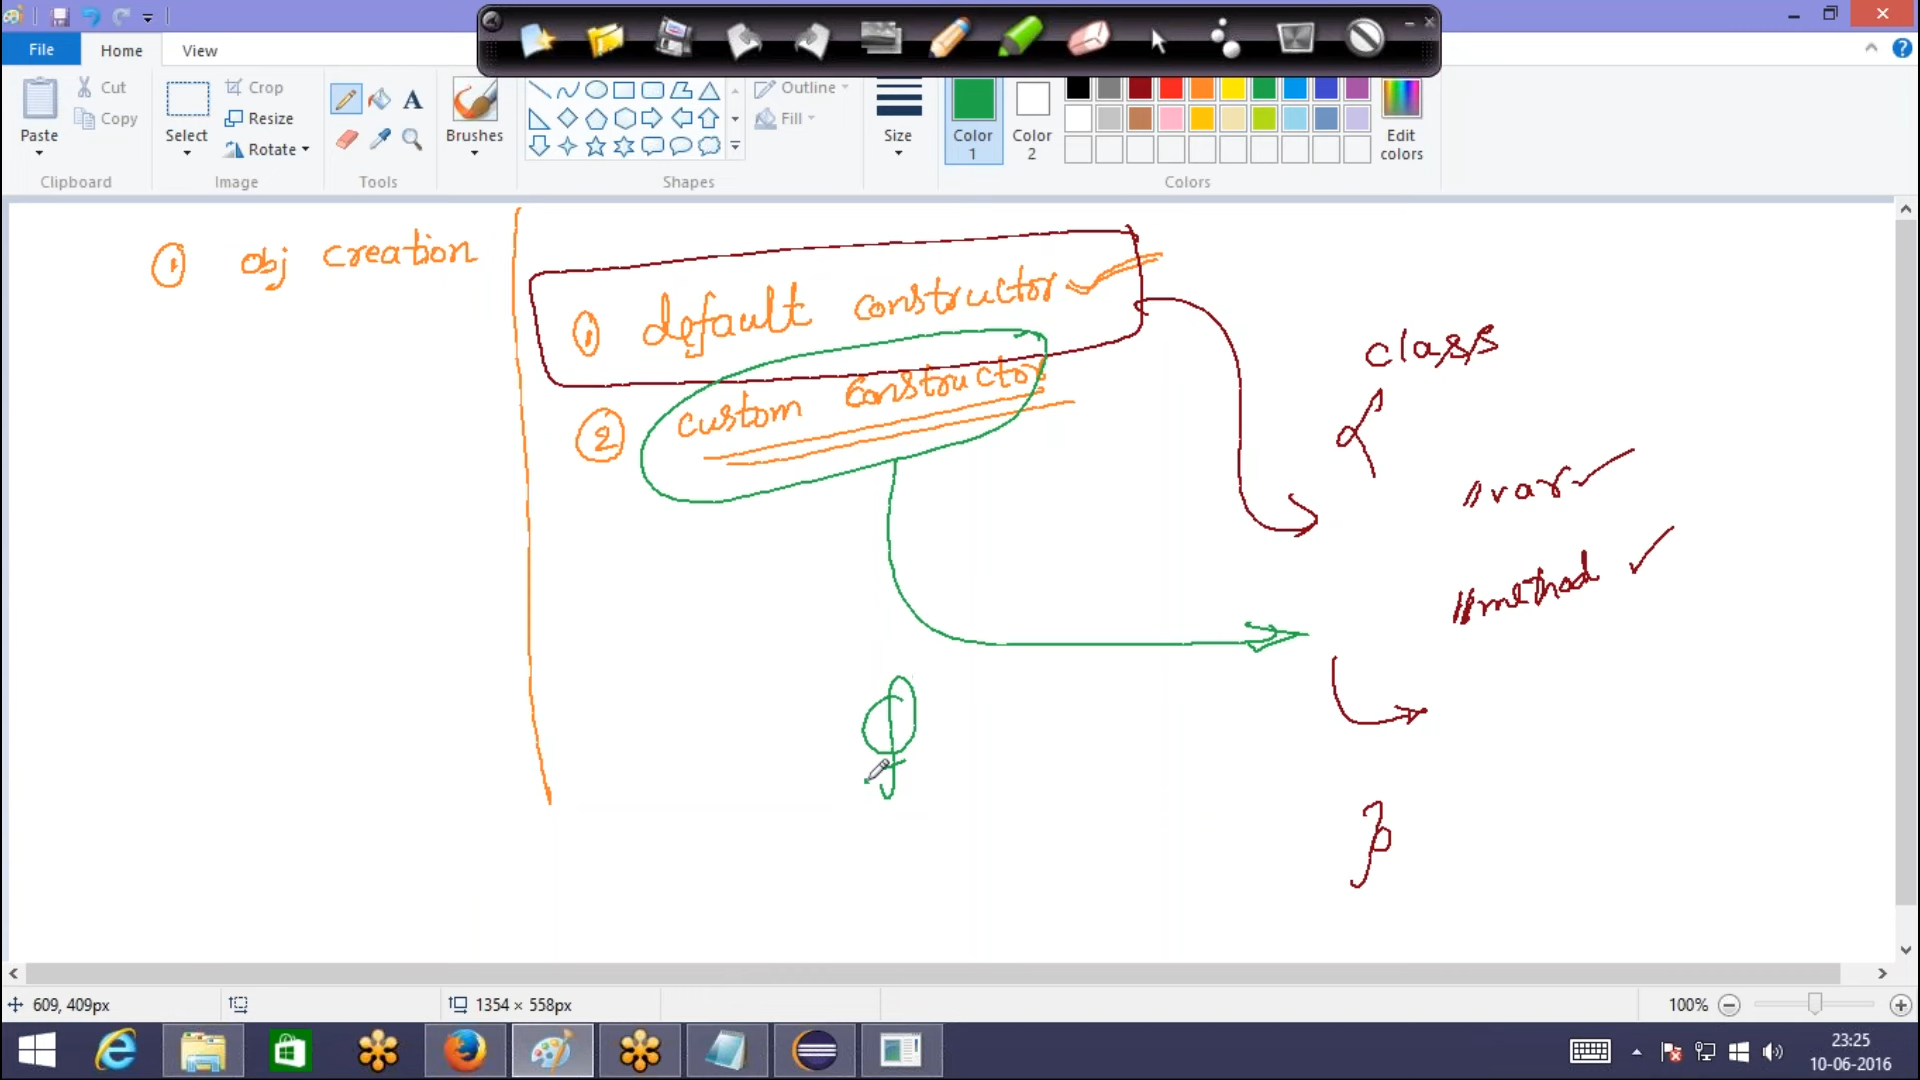 File Home View
Paste Cut Copy Clipboard
Select Crop Resize Rotate Image
Tools
Brushes
Shapes
Outline Fill
Size
Color 1 Color 2
Edit colors
Colors
① obj creation
① default constructor
② custom constructor
class
{
//var
//method
}
609, 409px
1354 × 558px
100%
23:25
10-06-2016